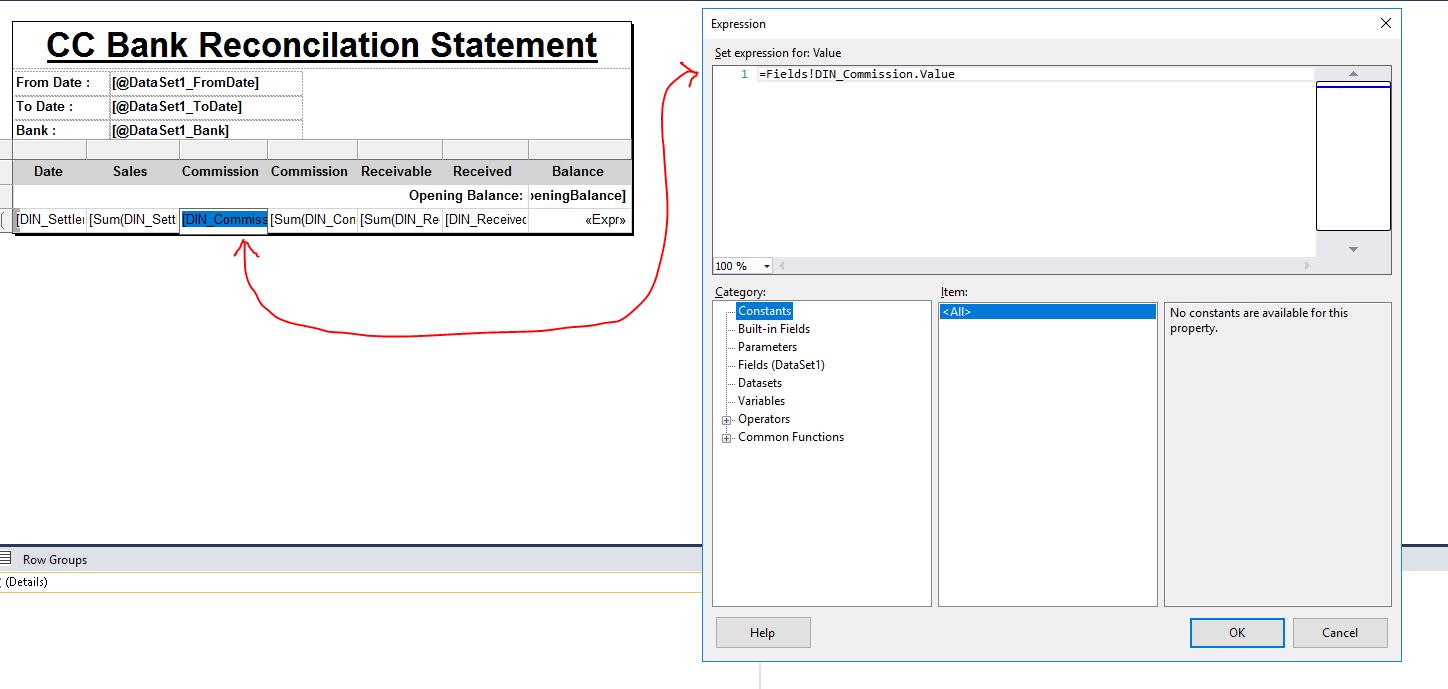 CC Bank Reconcilation Statement
From Date : [@DataSet1_FromDate]
To Date : [@DataSet1_ToDate]
Bank : [@DataSet1_Bank]
Date Sales Commission Commission Receivable Received Balance
Opening Balance: peningBalance]
[DIN_Settler [Sum(DIN_Sett [DIN_Commiss [Sum(DIN_Con [Sum(DIN_Re [DIN_Received «Expr»
Row Groups
(Details)
Expression
Set expression for: Value
1 =Fields!DIN_Commission.Value
100 %
Category:
Constants
Built-in Fields
Parameters
Fields (DataSet1)
Datasets
Variables
Operators
Common Functions
Item:
<All>
No constants are available for this
property.
Help OK Cancel